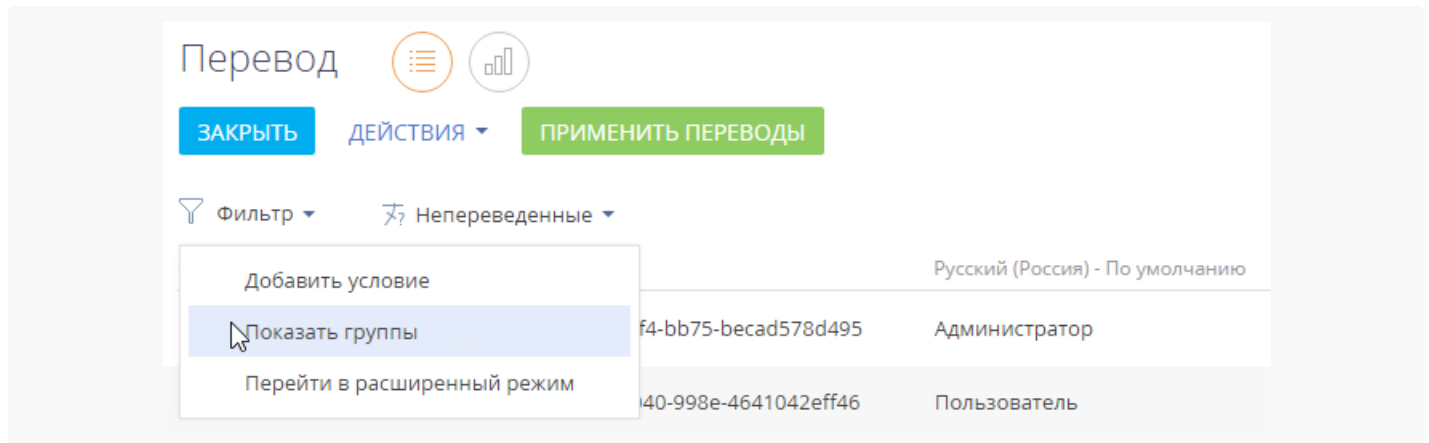 Перевод
ЗАКРЫТЬ ДЕЙСТВИЯ ПРИМЕНИТЬ ПЕРЕВОДЫ
Фильтр Непереведенные
Русский (Россия) - По умолчанию
Добавить условие
Показать группы
f4-bb75-becad578d495 Администратор
Перейти в расширенный режим
040-998e-4641042eff46 Пользователь